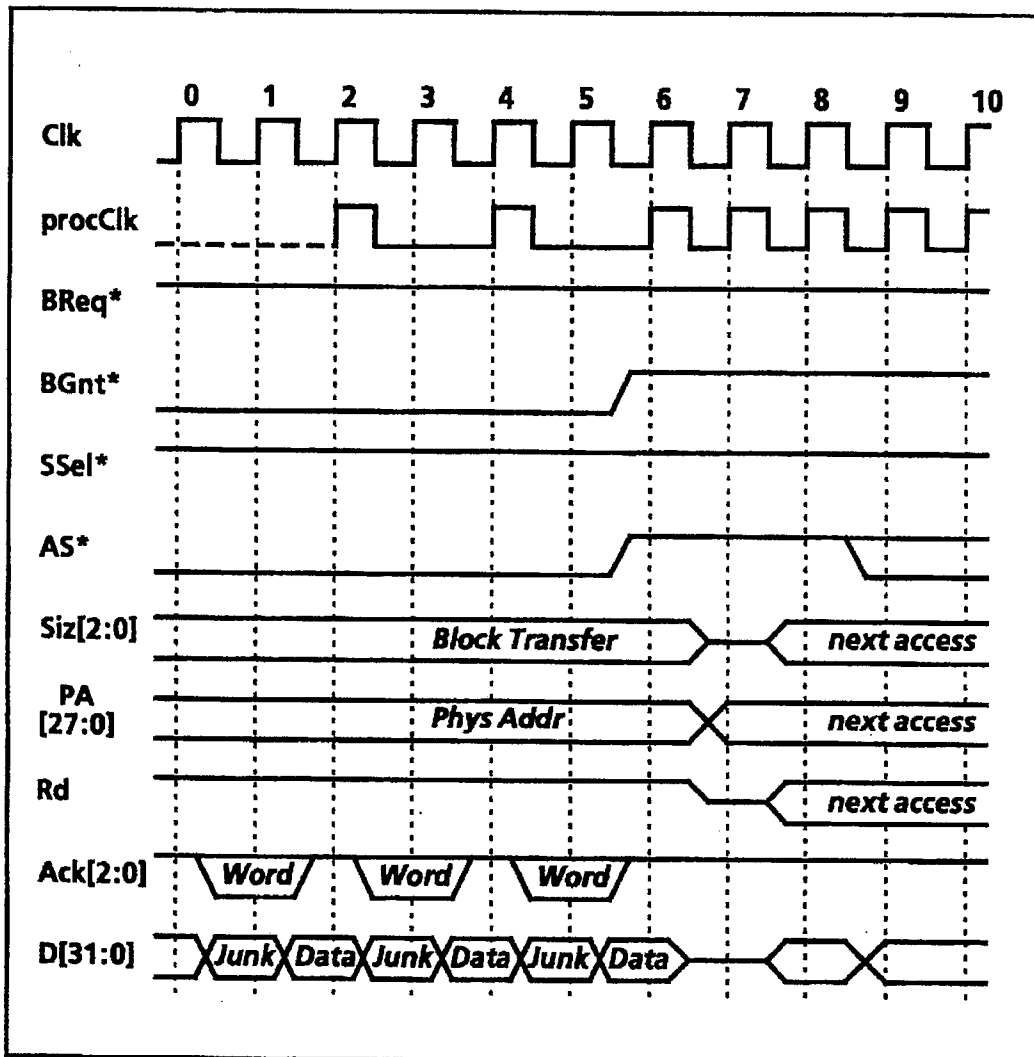 0 1 2 3 4 5 6 7 8 9 10
Clk
procClk
BReq*
BGnt*
SSel*
AS*
Siz[2:0] Block Transfer next access
PA
[27:0] Phys Addr next access
Rd next access
Ack[2:0] Word Word Word
D[31:0] Junk Data Junk Data Junk Data